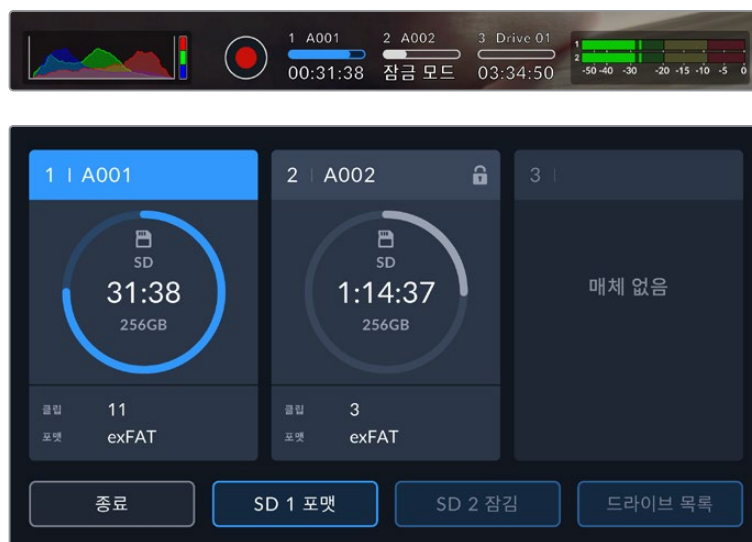 1 A001 2 A002 3 Drive 01
00:31:38 잠금 모드 03:34:50
1
2
-50 -40 -30 -20 -15 -10 -5 0
1 | A001
SD
31:38
256GB
클립 11
포맷 exFAT
2 | A002
SD
1:14:37
256GB
클립 3
포맷 exFAT
3 |
매체 없음
종료 SD 1 포맷 SD 2 잠김 드라이브 목록